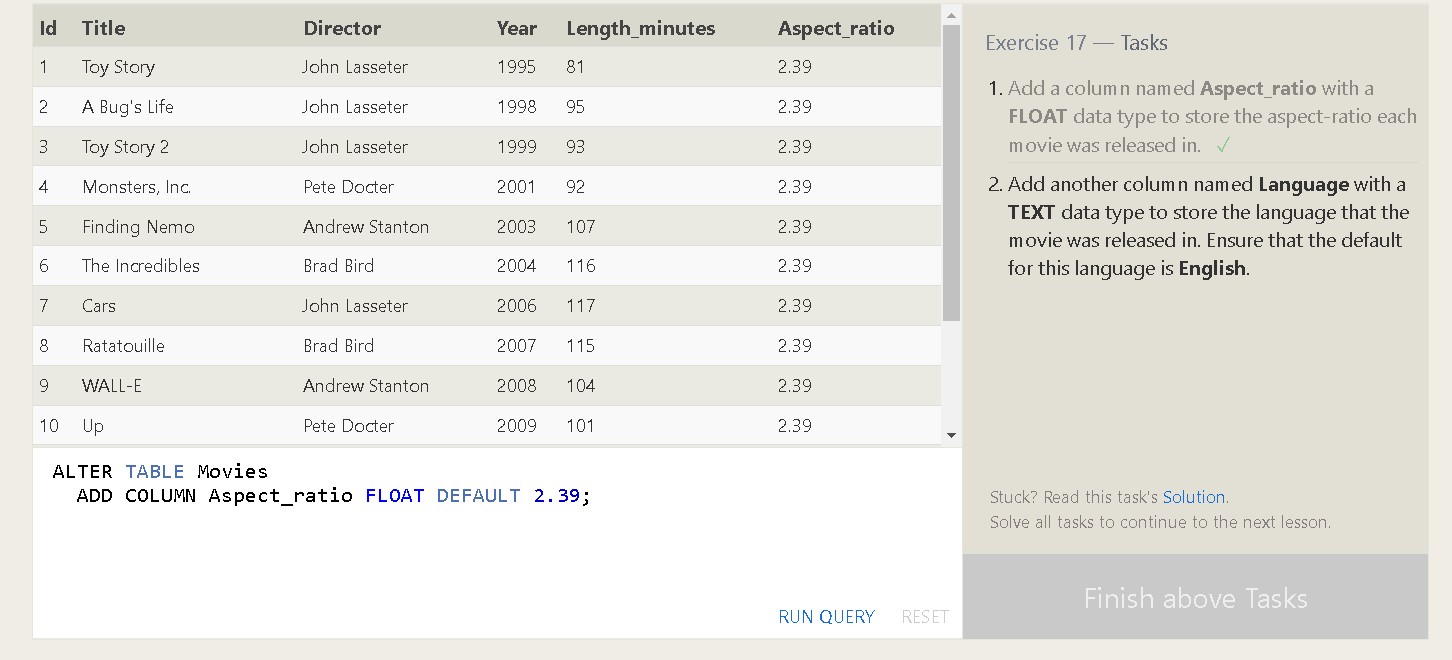 Id Title Director Year Length_minutes Aspect_ratio
1 Toy Story John Lasseter 1995 81 2.39
2 A Bug's Life John Lasseter 1998 95 2.39
3 Toy Story 2 John Lasseter 1999 93 2.39
4 Monsters, Inc. Pete Docter 2001 92 2.39
5 Finding Nemo Andrew Stanton 2003 107 2.39
6 The Incredibles Brad Bird 2004 116 2.39
7 Cars John Lasseter 2006 117 2.39
8 Ratatouille Brad Bird 2007 115 2.39
9 WALL-E Andrew Stanton 2008 104 2.39
10 Up Pete Docter 2009 101 2.39
ALTER TABLE Movies
ADD COLUMN Aspect_ratio FLOAT DEFAULT 2.39;
RUN QUERY RESET
Exercise 17 — Tasks
1. Add a column named Aspect_ratio with a
FLOAT data type to store the aspect-ratio each
movie was released in. ✓
2. Add another column named Language with a
TEXT data type to store the language that the
movie was released in. Ensure that the default
for this language is English.
Stuck? Read this task's Solution.
Solve all tasks to continue to the next lesson.
Finish above Tasks